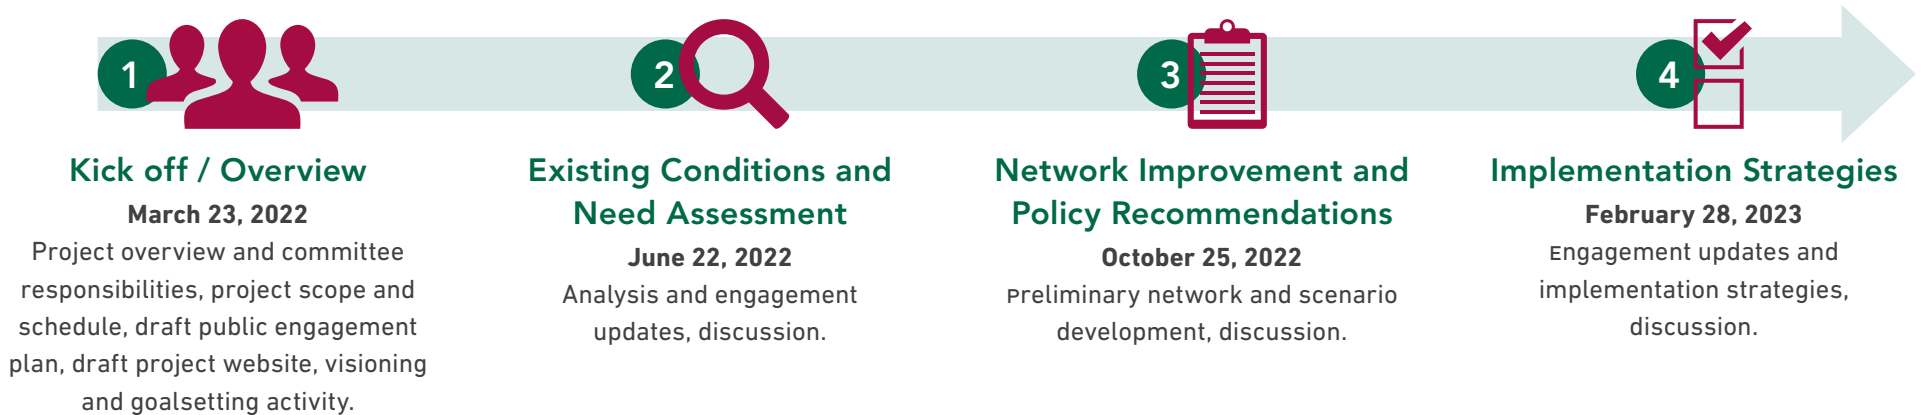 1
Kick off / Overview
March 23, 2022
Project overview and committee
responsibilities, project scope and
schedule, draft public engagement
plan, draft project website, visioning
and goalsetting activity.
2
Existing Conditions and
Need Assessment
June 22, 2022
Analysis and engagement
updates, discussion.
3
Network Improvement and
Policy Recommendations
October 25, 2022
Preliminary network and scenario
development, discussion.
4
Implementation Strategies
February 28, 2023
Engagement updates and
implementation strategies,
discussion.